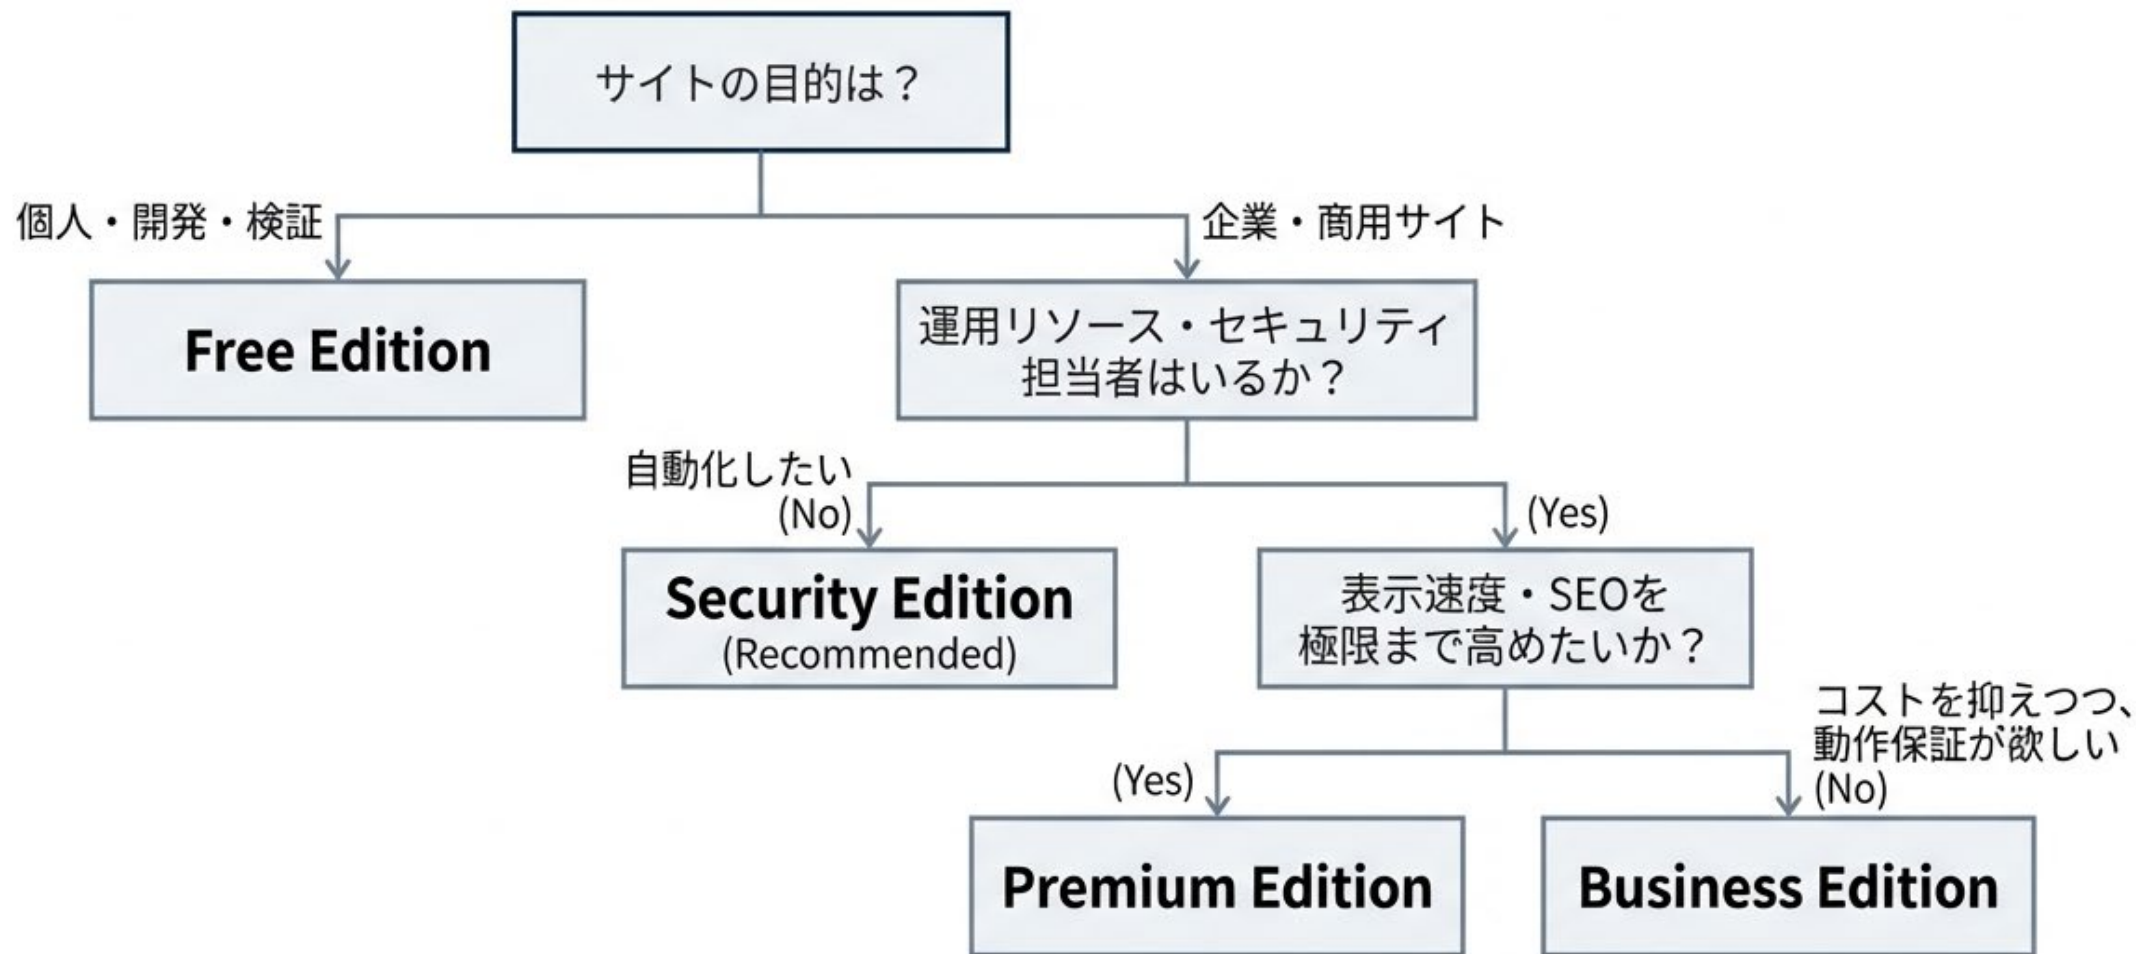 サイトの目的は？
個人・開発・検証
企業・商用サイト
Free Edition
運用リソース・セキュリティ
担当者はいるか？
自動化したい
(No)
(Yes)
Security Edition
(Recommended)
表示速度・SEOを
極限まで高めたいか？
コストを抑えつつ、
動作保証が欲しい
(No)
(Yes)
Premium Edition
Business Edition